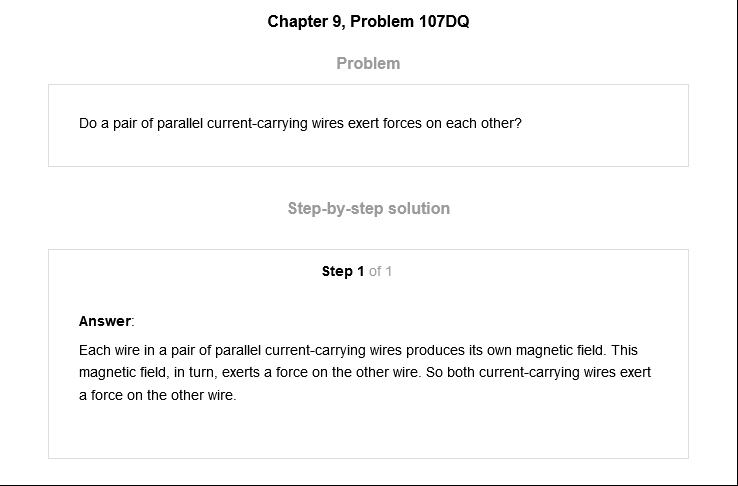 Chapter 9, Problem 107DQ
Problem
Do a pair of parallel current-carrying wires exert forces on each other?
Step-by-step solution
Step 1 of 1
Answer:
Each wire in a pair of parallel current-carrying wires produces its own magnetic field. This
magnetic field, in turn, exerts a force on the other wire. So both current-carrying wires exert
a force on the other wire.